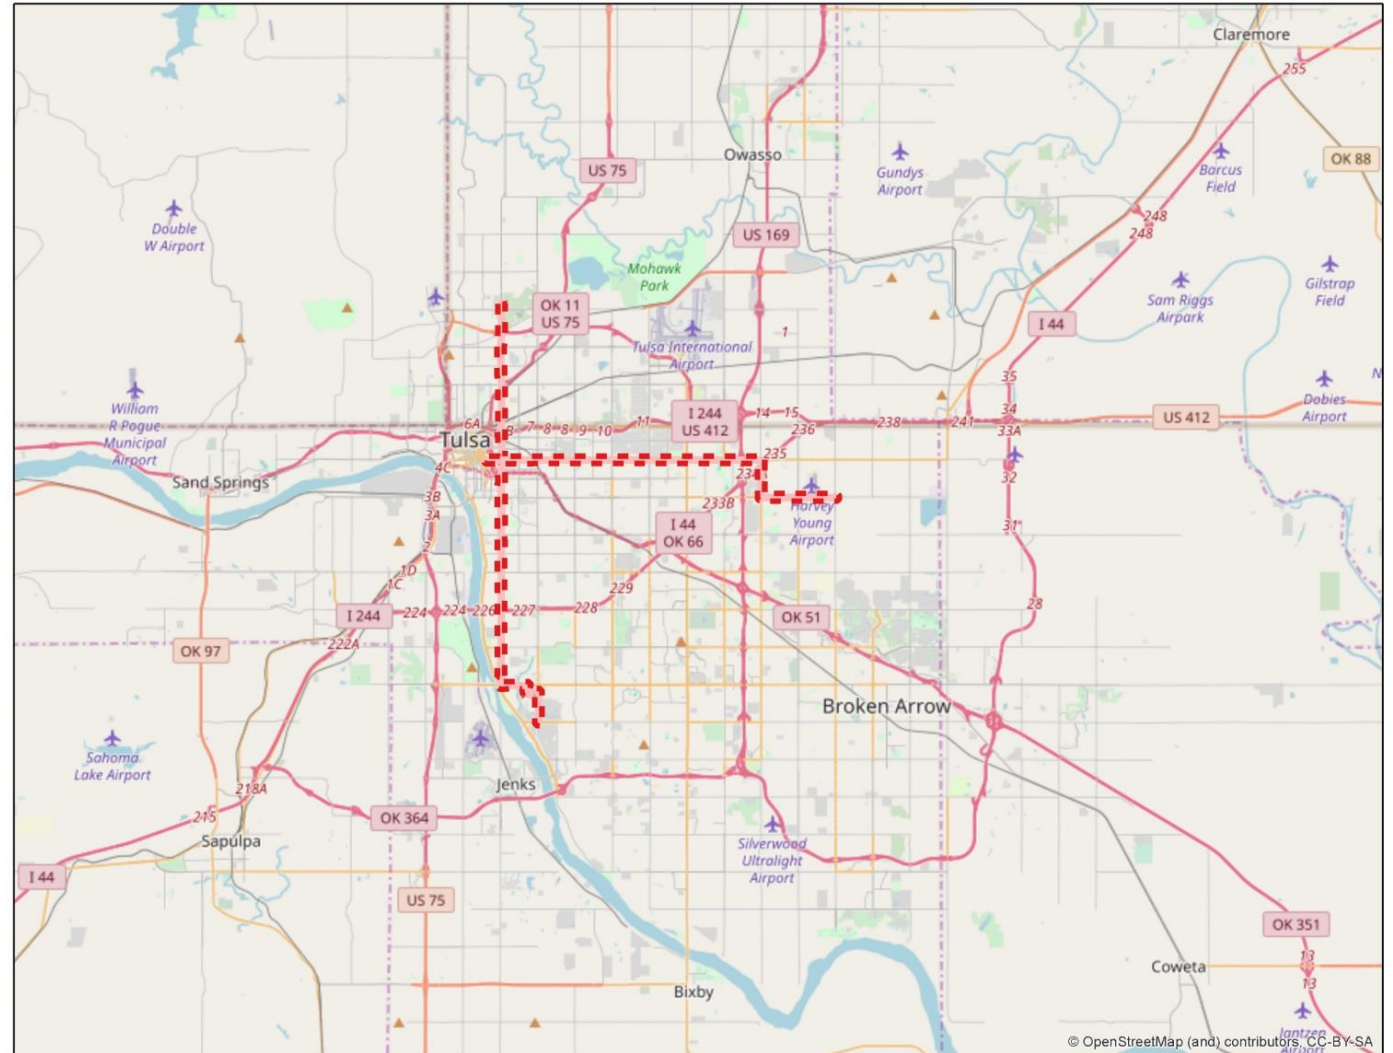 Claremore
255
OK 88
Owasso
US 75
Gundys
Airport
Barcus
Field
Double
W Airport
248
248
US 169
Mohawk
Park
Sam Riggs
Airpark
Gilstrap
Field
OK 11
US 75
I 44
1
Tulsa International
Airport
35
William
R Pogue
Municipal
Airport
Dobies
Airport
N
6A
7
8
9
10
11
I 244
US 412
14
15
236
238
241
34
33A
US 412
Tulsa
235
4C
32
Sand Springs
3B
3A
233B
Harvey
Young
Airport
31
2
I 44
OK 66
1D
1C
229
28
I 244
224
224
226
227
228
OK 51
222A
OK 97
Broken Arrow
Sahoma
Lake Airport
218A
Jenks
215
OK 364
Sapulpa
Silverwood
Ultralight
Airport
I 44
US 75
OK 351
Coweta
13
13
Bixby
Jantzen
Airport
© OpenStreetMap (and) contributors, CC-BY-SA